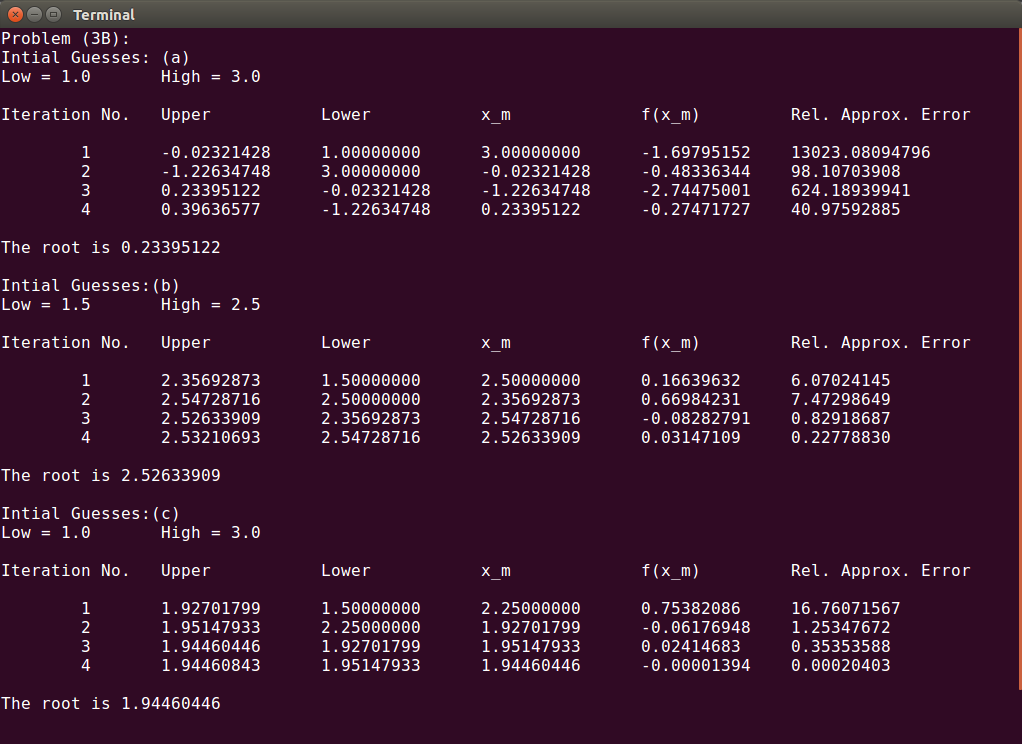 Terminal
Problem (3B):
Intial Guesses: (a)
Low = 1.0 High = 3.0
Iteration No. Upper Lower x_m f(x_m) Rel. Approx. Error
1 -0.02321428 1.00000000 3.00000000 -1.69795152 13023.08094796
2 -1.22634748 3.00000000 -0.02321428 -0.48336344 98.10703908
3 0.23395122 -0.02321428 -1.22634748 -2.74475001 624.18939941
4 0.39636577 -1.22634748 0.23395122 -0.27471727 40.97592885
The root is 0.23395122
Intial Guesses:(b)
Low = 1.5 High = 2.5
Iteration No. Upper Lower x_m f(x_m) Rel. Approx. Error
1 2.35692873 1.50000000 2.50000000 0.16639632 6.07024145
2 2.54728716 2.50000000 2.35692873 0.66984231 7.47298649
3 2.52633909 2.35692873 2.54728716 -0.08282791 0.82918687
4 2.53210693 2.54728716 2.52633909 0.03147109 0.22778830
The root is 2.52633909
Intial Guesses:(c)
Low = 1.0 High = 3.0
Iteration No. Upper Lower x_m f(x_m) Rel. Approx. Error
1 1.92701799 1.50000000 2.25000000 0.75382086 16.76071567
2 1.95147933 2.25000000 1.92701799 -0.06176948 1.25347672
3 1.94460446 1.92701799 1.95147933 0.02414683 0.35353588
4 1.94460843 1.95147933 1.94460446 -0.00001394 0.00020403
The root is 1.94460446